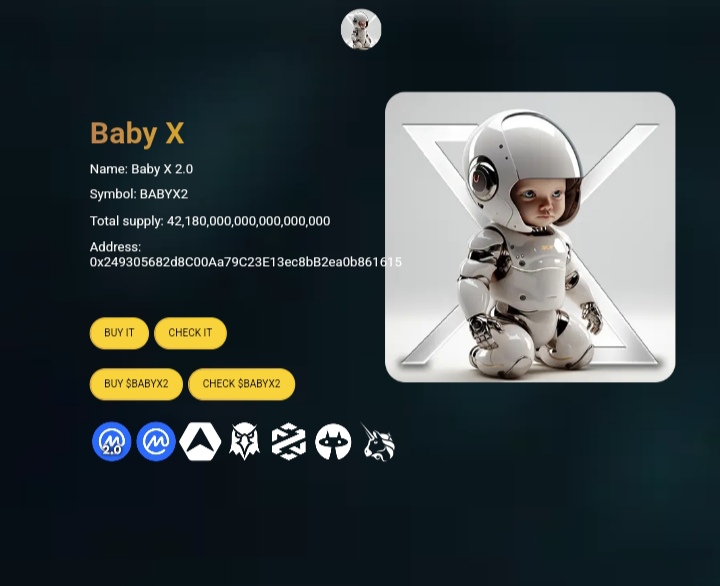 Baby X
Name: Baby X 2.0
Symbol: BABYX2
Total supply: 42,180,000,000,000,000,000
Address:
0x249305682d8C00Aa79C23E13ec8bB2ea0b861615
BUY IT CHECK IT
BUY $BABYX2 CHECK $BABYX2
2.0